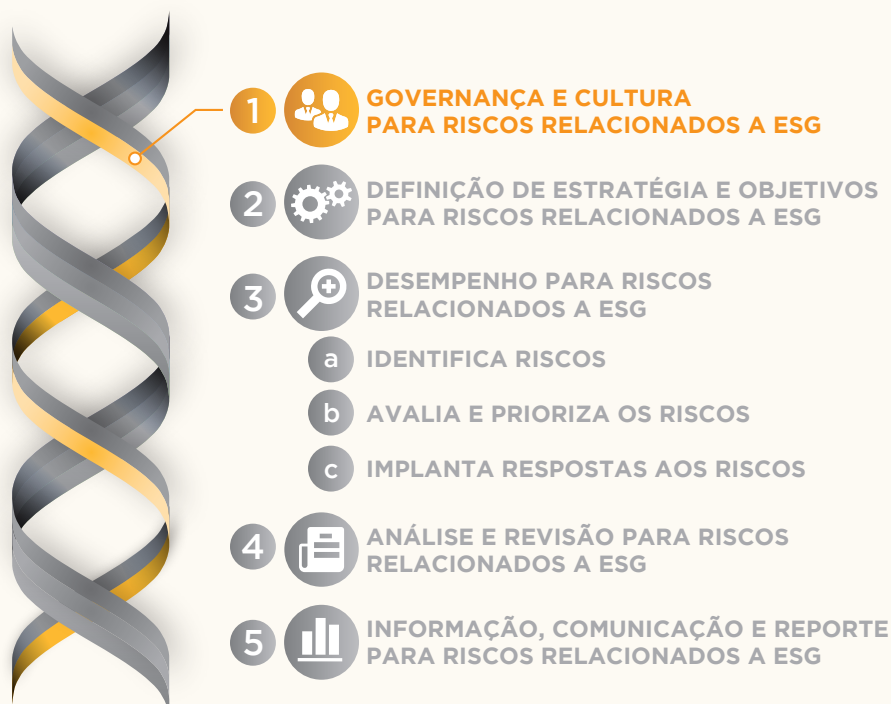 1
GOVERNANÇA E CULTURA
PARA RISCOS RELACIONADOS A ESG
2
DEFINIÇÃO DE ESTRATÉGIA E OBJETIVOS
PARA RISCOS RELACIONADOS A ESG
3
DESEMPENHO PARA RISCOS
RELACIONADOS A ESG
a IDENTIFICA RISCOS
b AVALIA E PRIORIZA OS RISCOS
c IMPLANTA RESPOSTAS AOS RISCOS
4
ANÁLISE E REVISÃO PARA RISCOS
RELACIONADOS A ESG
5
INFORMAÇÃO, COMUNICAÇÃO E REPORTE
PARA RISCOS RELACIONADOS A ESG